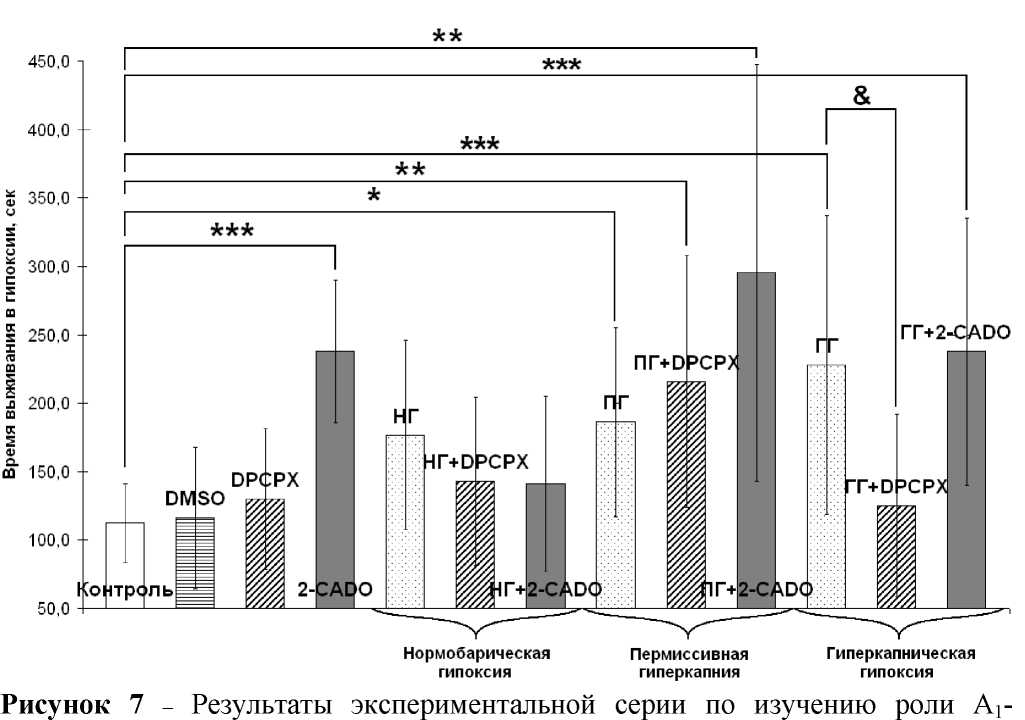 **
450,0
***
&
400,0
***
**
350,0
*
***
300,0
250,0
200,0
150,0
100,0
50,0
Время выживания в гипоксии, сек
Контроль
DMSO
DPCPX
2-CADO
НГ
НГ+DPCPX
НГ+2-CADO
ПГ
ПГ+DPCPX
ПГ+2-CADO
ГГ
ГГ+DPCPX
ГГ+2-CADO
Нормобарическая
гипоксия
Пермиссивная
гиперкапния
Гиперкапническая
гипоксия
Рисунок 7 – Результаты экспериментальной серии по изучению роли A₁-